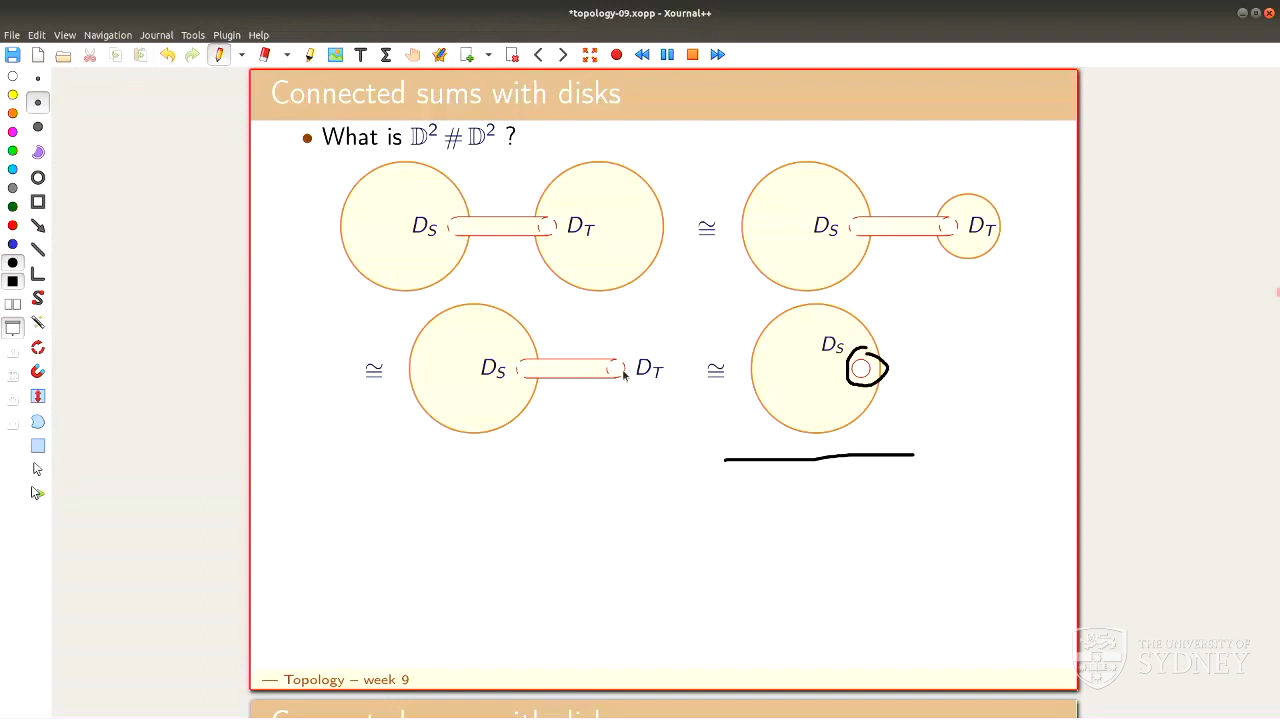 *topology-09.xopp - Xournal++
File Edit View Navigation Journal Tools Plugin Help
Connected sums with disks
• What is 𝔻² # 𝔻² ?
D_S D_T ≅ D_S D_T
≅ D_S D_T ≅ D_S
THE UNIVERSITY OF
SYDNEY
— Topology – week 9